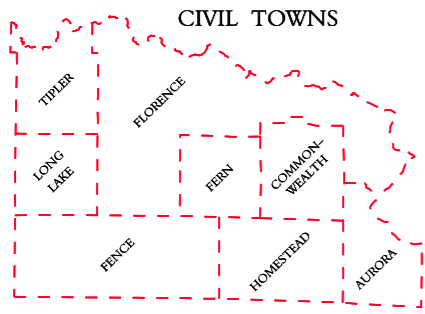 CIVIL TOWNS
TIPLER
FLORENCE
LONG
LAKE
FERN
COMMON-
WEALTH
FENCE
HOMESTEAD
AURORA